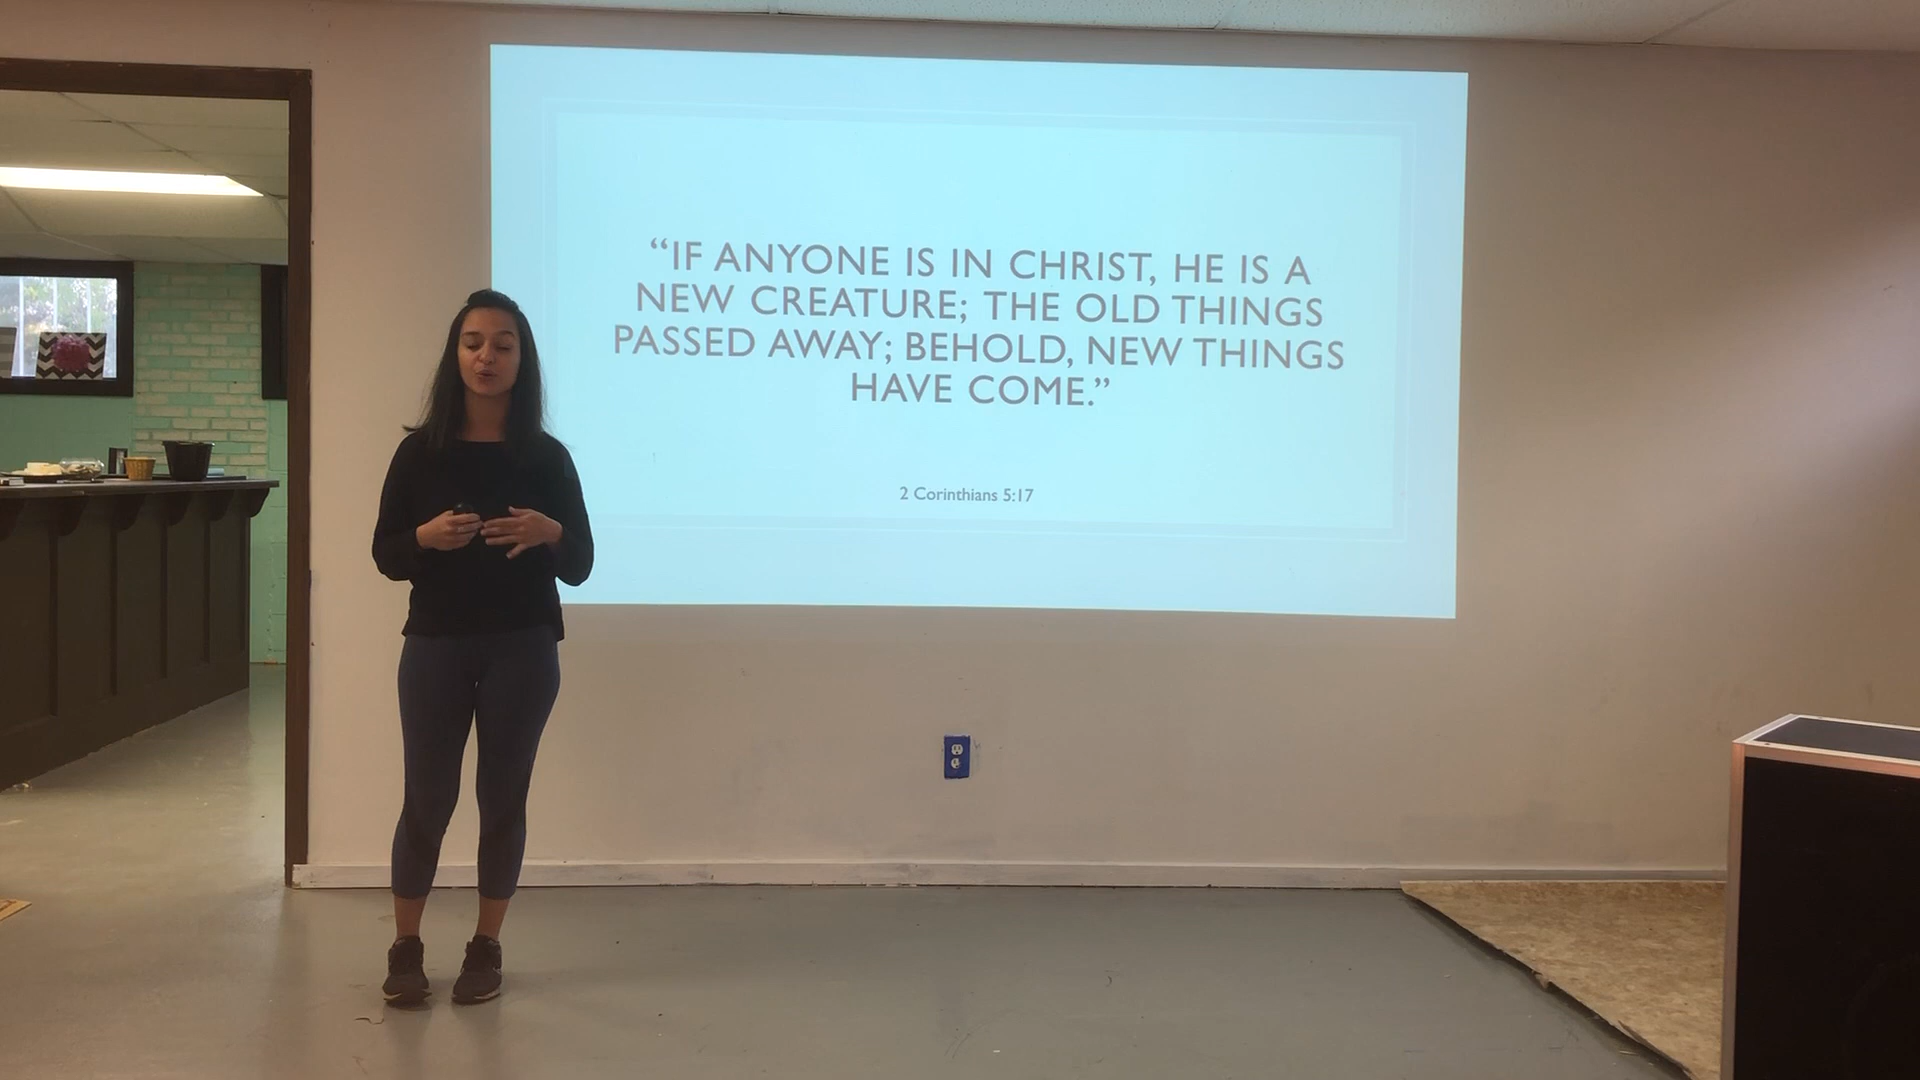 “IF ANYONE IS IN CHRIST, HE IS A
NEW CREATURE; THE OLD THINGS
PASSED AWAY; BEHOLD, NEW THINGS
HAVE COME.”
2 Corinthians 5:17